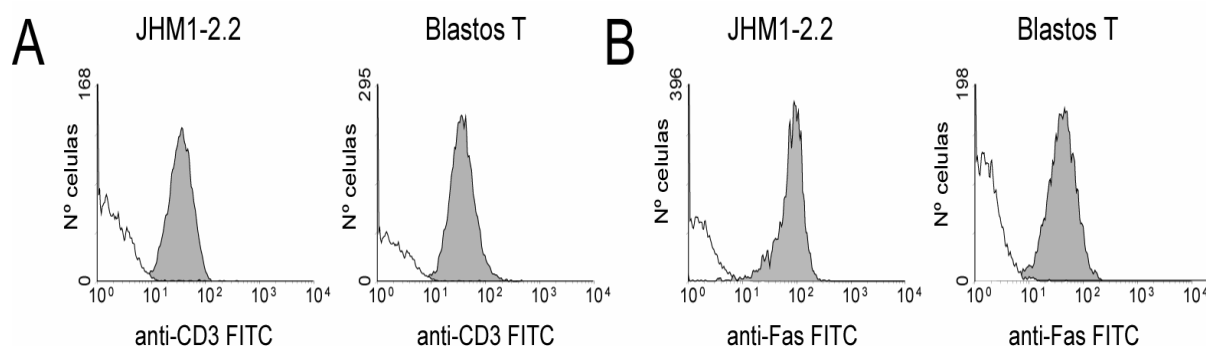 A
JHM1-2.2
168
Nº celulas
0
10⁰ 10¹ 10² 10³ 10⁴
anti-CD3 FITC
Blastos T
295
Nº celulas
0
10⁰ 10¹ 10² 10³ 10⁴
anti-CD3 FITC
B
JHM1-2.2
396
Nº celulas
0
10⁰ 10¹ 10² 10³ 10⁴
anti-Fas FITC
Blastos T
198
Nº celulas
0
10⁰ 10¹ 10² 10³ 10⁴
anti-Fas FITC